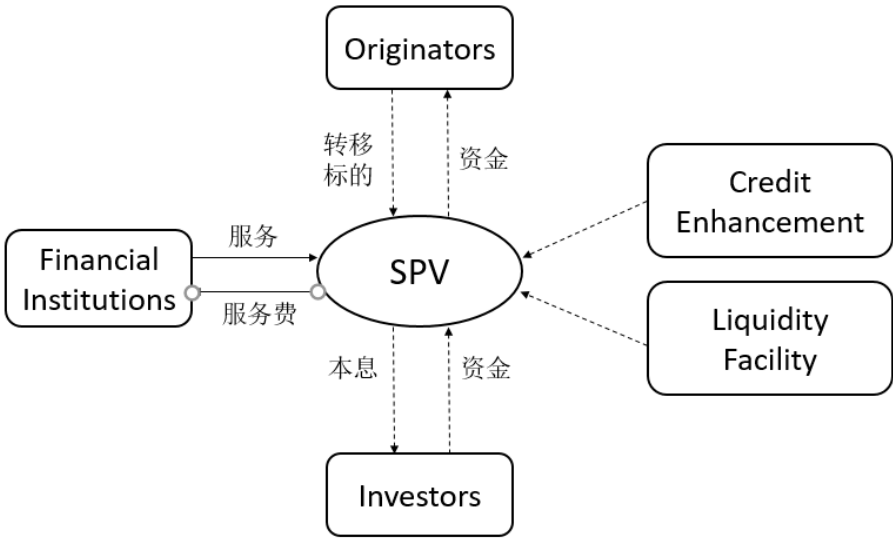 Originators
转移
标的
资金
Credit
Enhancement
服务
Financial
Institutions
SPV
服务费
Liquidity
Facility
本息
资金
Investors